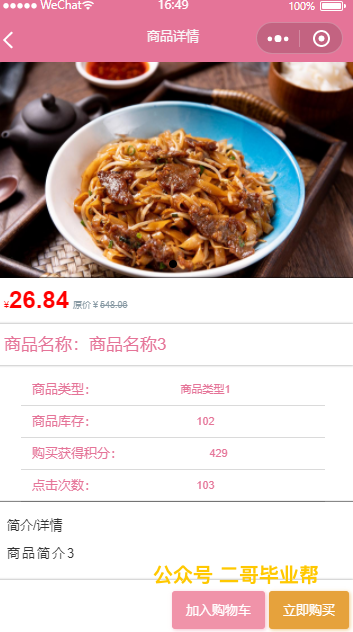 WeChat 16:49 100%
商品详情
¥26.84 原价¥548.06
商品名称：商品名称3
商品类型： 商品类型1
商品库存： 102
购买获得积分： 429
点击次数： 103
简介/详情
商品简介3
公众号 二哥毕业帮
加入购物车 立即购买